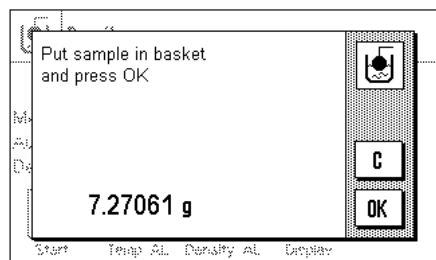 Put sample in basket
and press OK
C
7.27061 g
OK
Start Temp AL Density AL Display